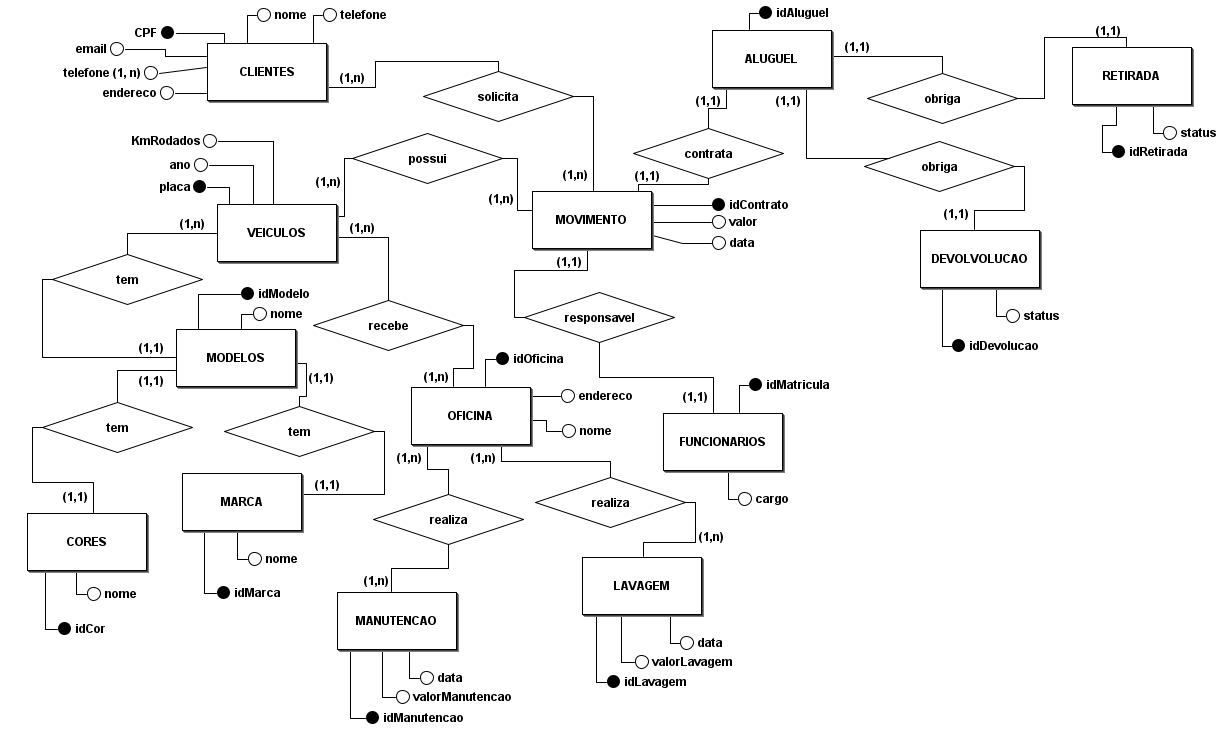 idAluguel
nome
telefone
CPF
(1,1)
email
(1,1)
ALUGUEL
CLIENTES
telefone (1, n)
(1,n)
RETIRADA
endereco
solicita
(1,1)
(1,1)
obriga
status
KmRodados
idRetirada
contrata
possui
ano
obriga
(1,n)
(1,1)
(1,n)
placa
(1,n)
idContrato
(1,1)
MOVIMENTO
valor
(1,n)
(1,n)
VEICULOS
data
DEVOLVOLUCAO
(1,1)
tem
idModelo
nome
responsavel
status
recebe
(1,1)
idDevolucao
MODELOS
idOficina
(1,1)
(1,1)
(1,n)
idMatricula
endereco
(1,1)
OFICINA
tem
tem
nome
FUNCIONARIOS
(1,n)
(1,n)
(1,1)
(1,1)
cargo
MARCA
realiza
realiza
(1,n)
CORES
nome
(1,n)
LAVAGEM
idMarca
nome
MANUTENCAO
idCor
data
valorLavagem
data
idLavagem
valorManutencao
idManutencao